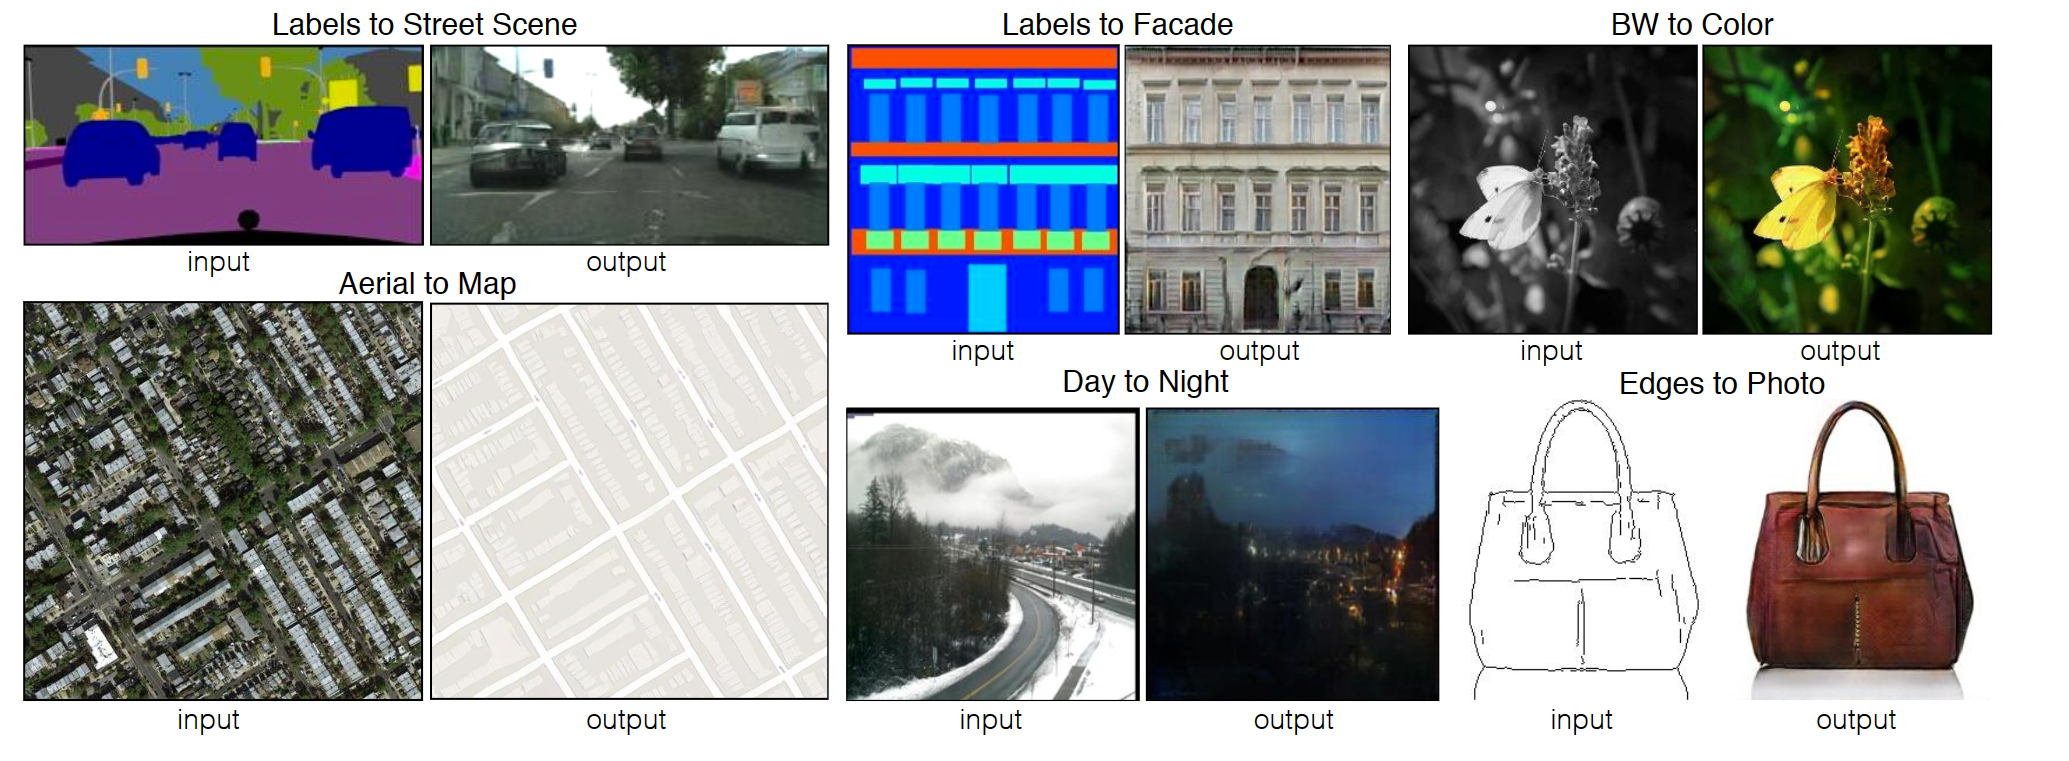 Labels to Street Scene
input
output
Aerial to Map
input
output
Labels to Facade
input
output
Day to Night
input
output
BW to Color
input
output
Edges to Photo
input
output